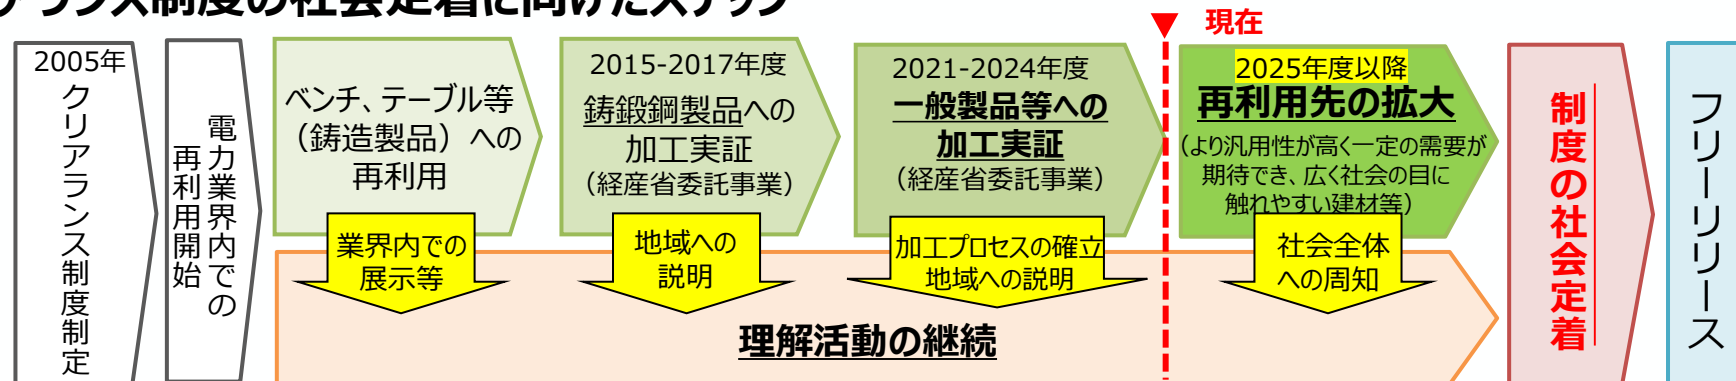 アランス制度の社会定着に向けたステップ
現在
2005年
クリアランス制度制定
電力業界内での
再利用開始
ベンチ、テーブル等
（鋳造製品）への
再利用
業界内での
展示等
2015-2017年度
鋳鍛鋼製品への
加工実証
（経産省委託事業）
地域への
説明
2021-2024年度
一般製品等への
加工実証
（経産省委託事業）
加工プロセスの確立
地域への説明
2025年度以降
再利用先の拡大
（より汎用性が高く一定の需要が
期待でき、広く社会の目に
触れやすい建材等）
社会全体
への周知
理解活動の継続
制度の社会定着
フリーリリース